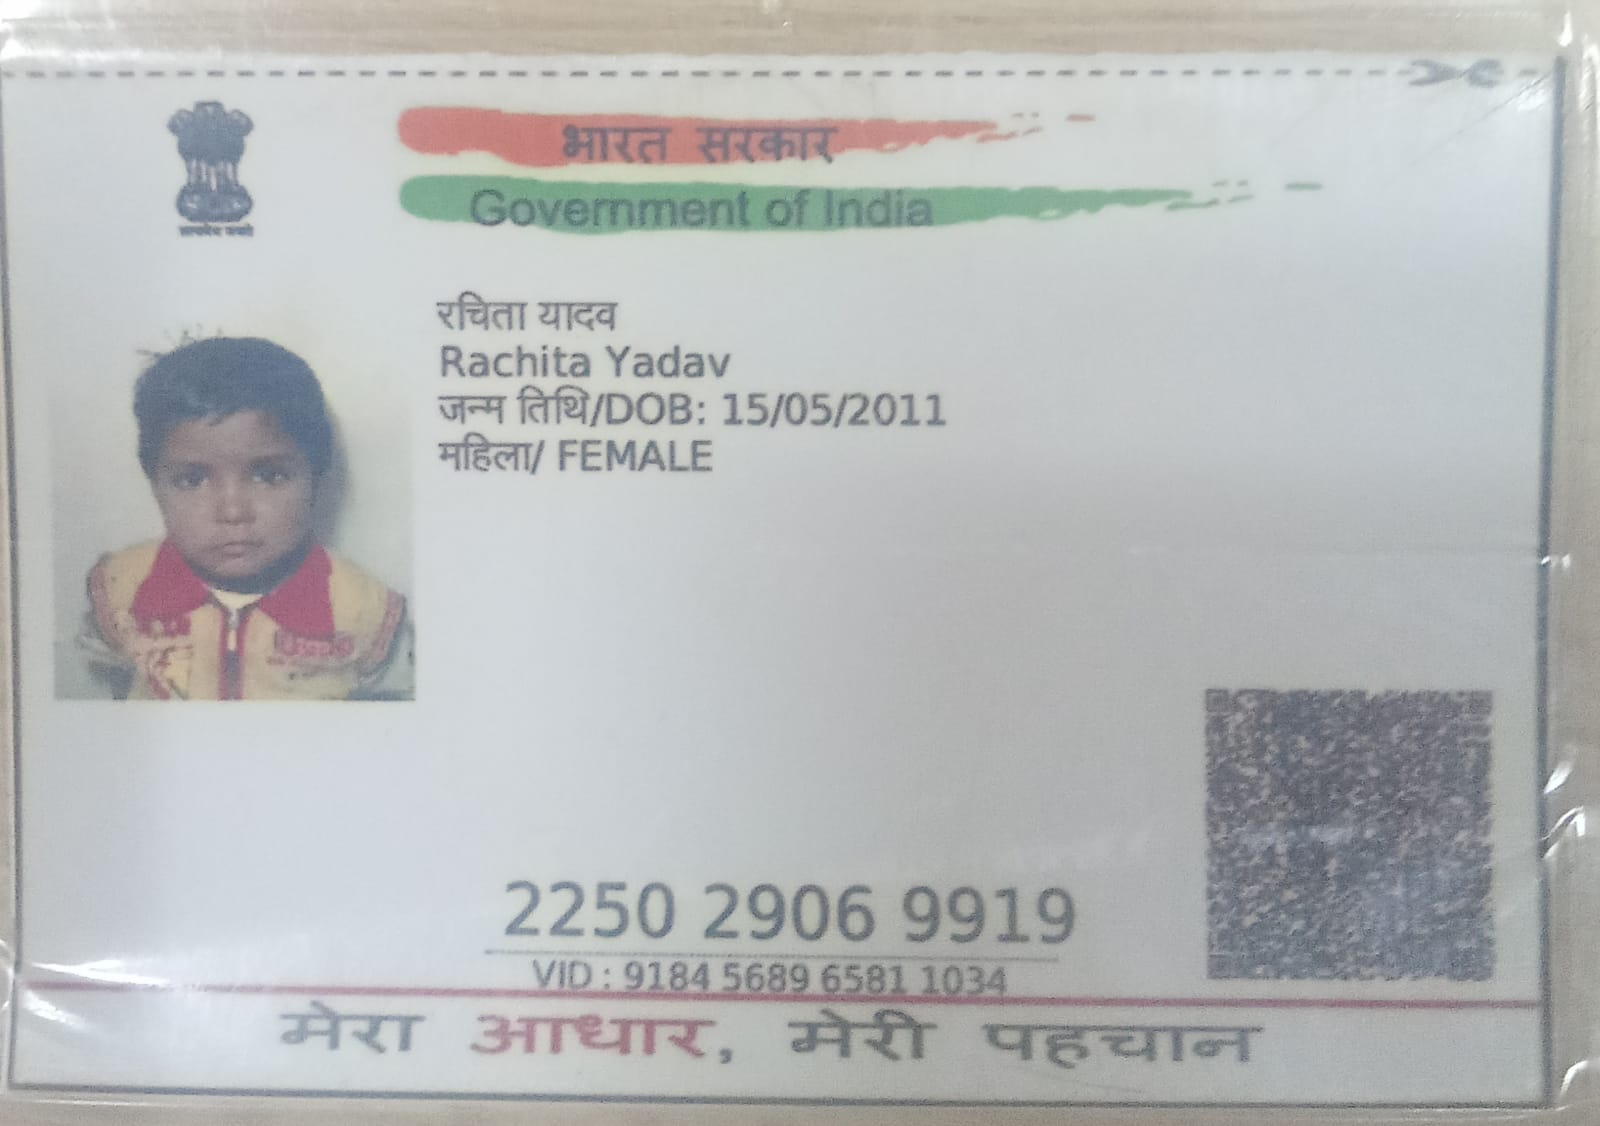 भारत सरकार
Government of India
सत्यमेव जयते
रचिता यादव
Rachita Yadav
जन्म तिथि/DOB: 15/05/2011
महिला/ FEMALE
2250 2906 9919
VID : 9184 5689 6581 1034
मेरा आधार, मेरी पहचान